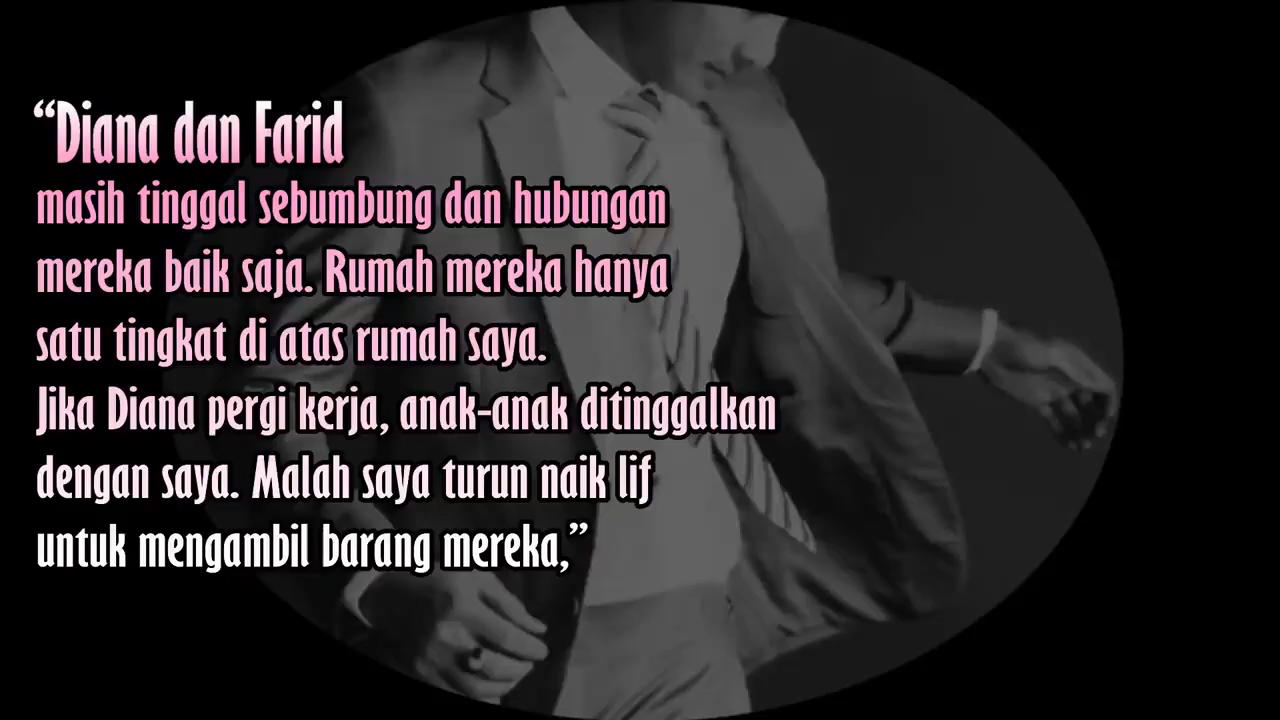 “Diana dan Farid
masih tinggal sebumbung dan hubungan
mereka baik saja. Rumah mereka hanya
satu tingkat di atas rumah saya.
Jika Diana pergi kerja, anak-anak ditinggalkan
dengan saya. Malah saya turun naik lif
untuk mengambil barang mereka,”